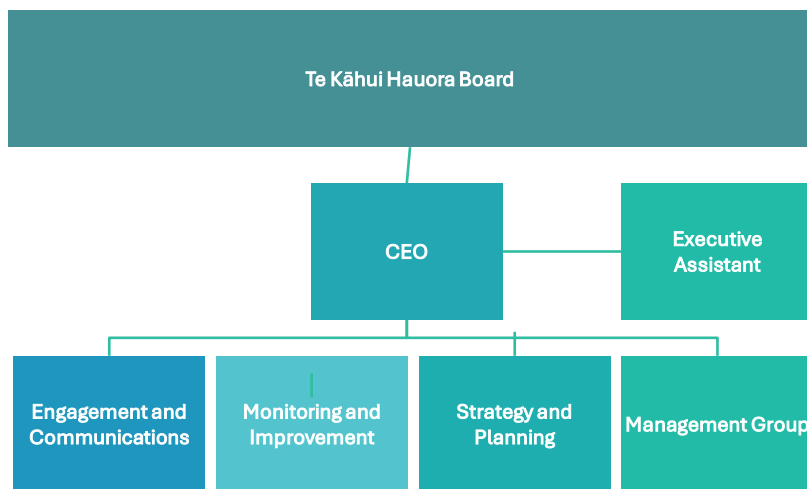 Te Kāhui Hauora Board
CEO
Executive
Assistant
Engagement and
Communications
Monitoring and
Improvement
Strategy and
Planning
Management Group